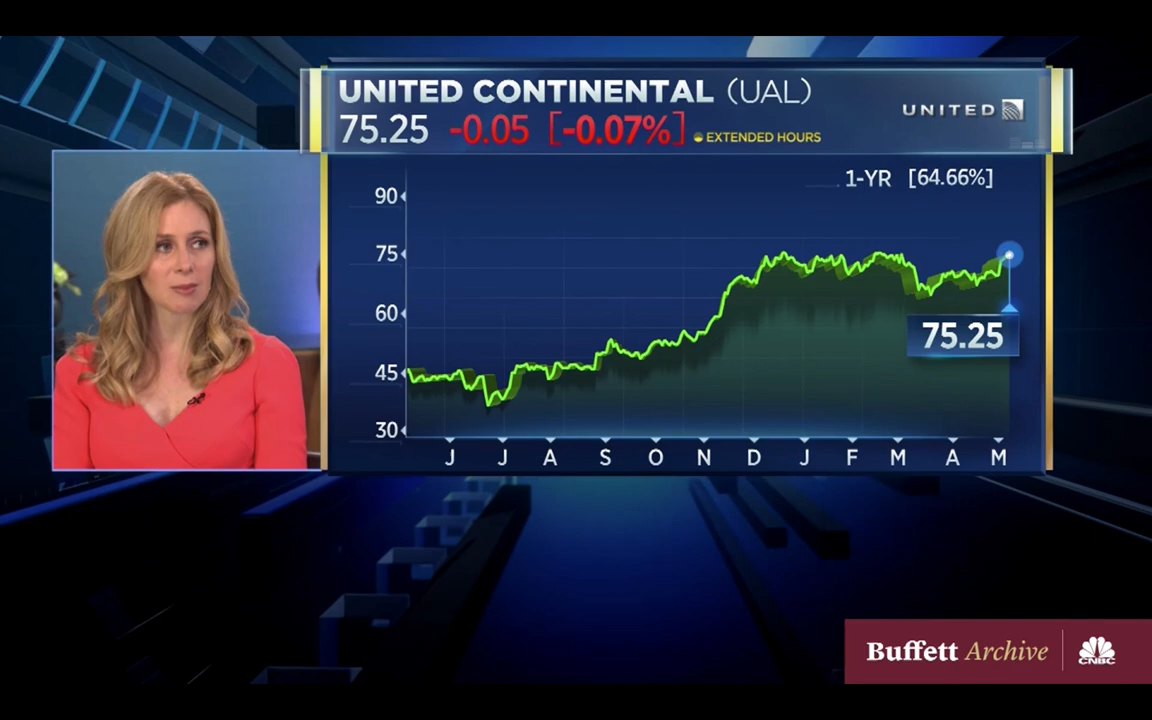 UNITED CONTINENTAL (UAL)
75.25 -0.05 [-0.07%] EXTENDED HOURS
UNITED
1-YR [64.66%]
90
75
60
45
30
75.25
J J A S O N D J F M A M
Buffett Archive
CNBC